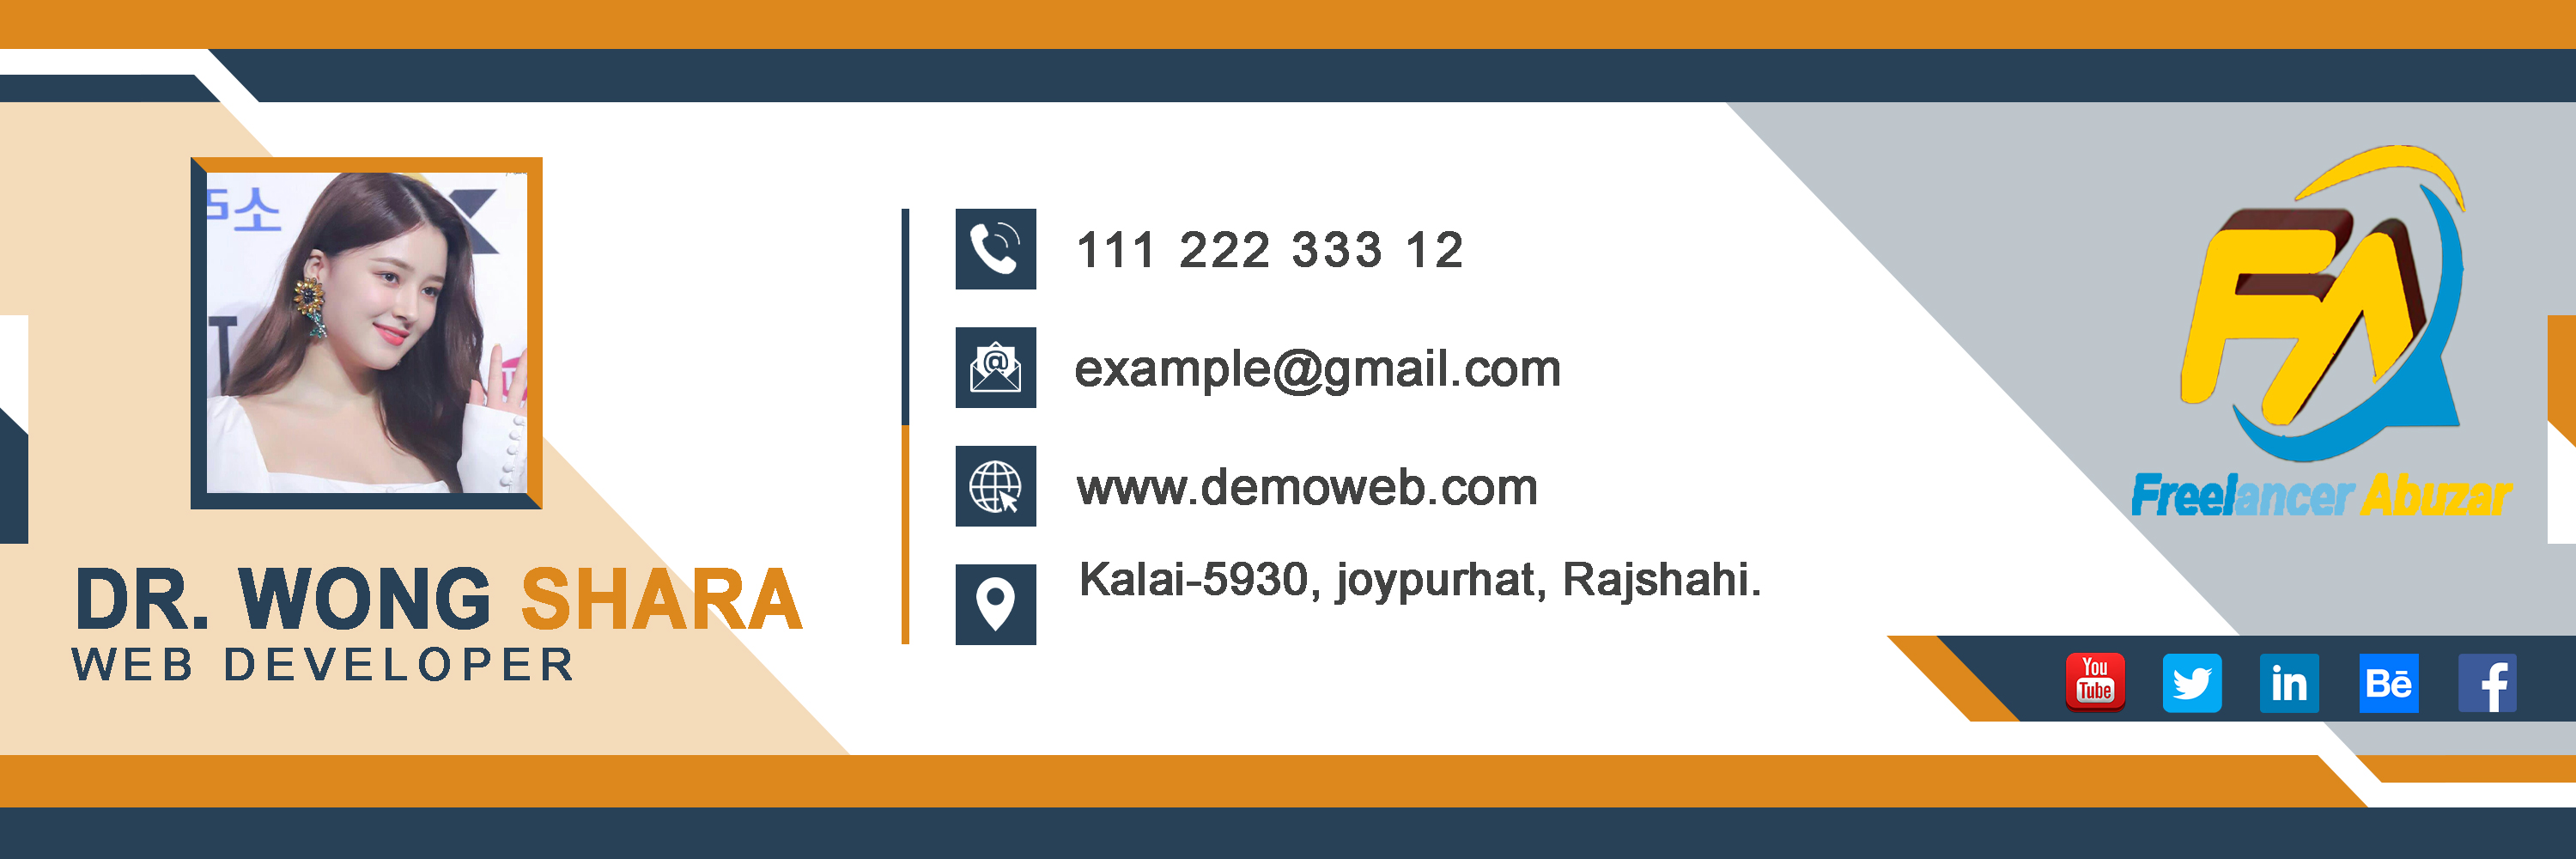 소
DR. WONG SHARA
WEB DEVELOPER
111 222 333 12
example@gmail.com
www.demoweb.com
Kalai-5930, joypurhat, Rajshahi.
FA
Freelancer Abuzar
You
Tube
in
Bē
f